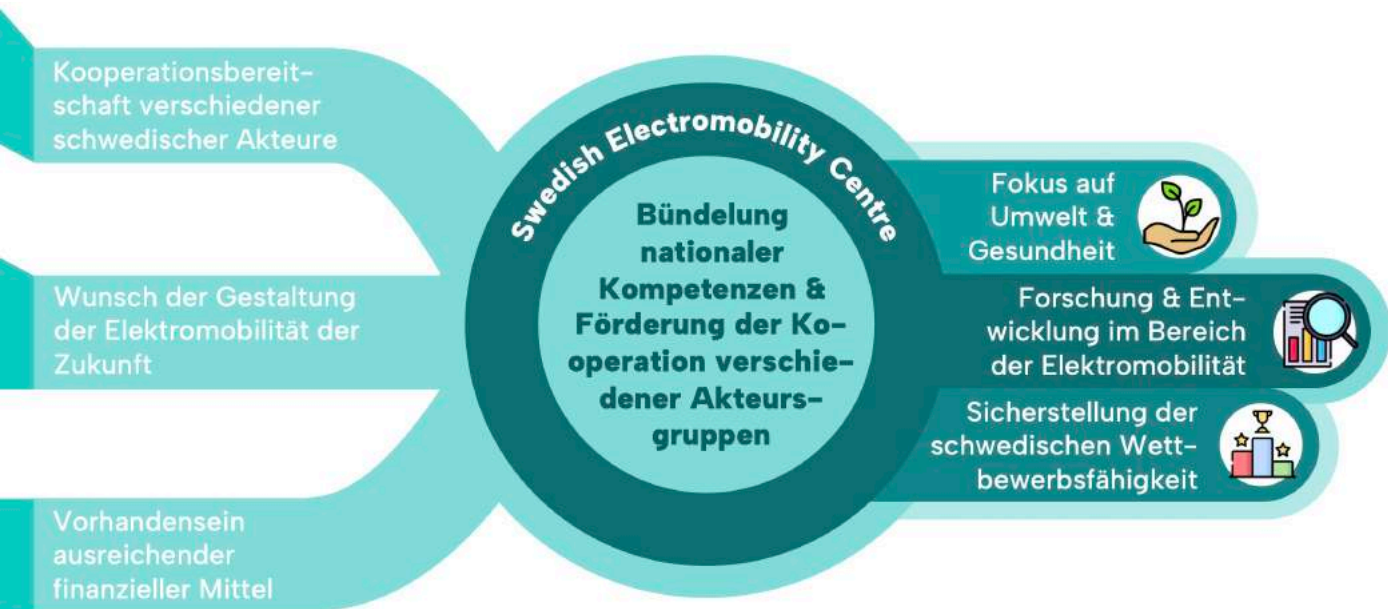 Kooperationsbereit-
schaft verschiedener
schwedischer Akteure
Wunsch der Gestaltung
der Elektromobilität der
Zukunft
Vorhandensein
ausreichender
finanzieller Mittel
Swedish Electromobility Centre
Bündelung
nationaler
Kompetenzen &
Förderung der Ko-
operation verschie-
dener Akteurs-
gruppen
Fokus auf
Umwelt &
Gesundheit
Forschung & Ent-
wicklung im Bereich
der Elektromobilität
Sicherstellung der
schwedischen Wett-
bewerbsfähigkeit